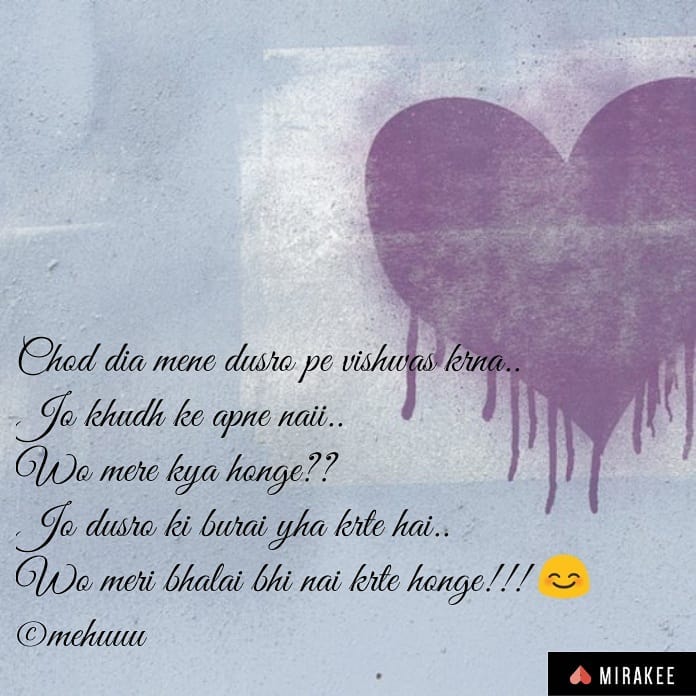 Chod dia mene dusro pe vishwas krna..
Jo khudh ke apne naii..
Wo mere kya honge??
Jo dusro ki burai yha krte hai..
Wo meri bhalai bhi nai krte honge!!! 😊
©mehuuu
MIRAKEE